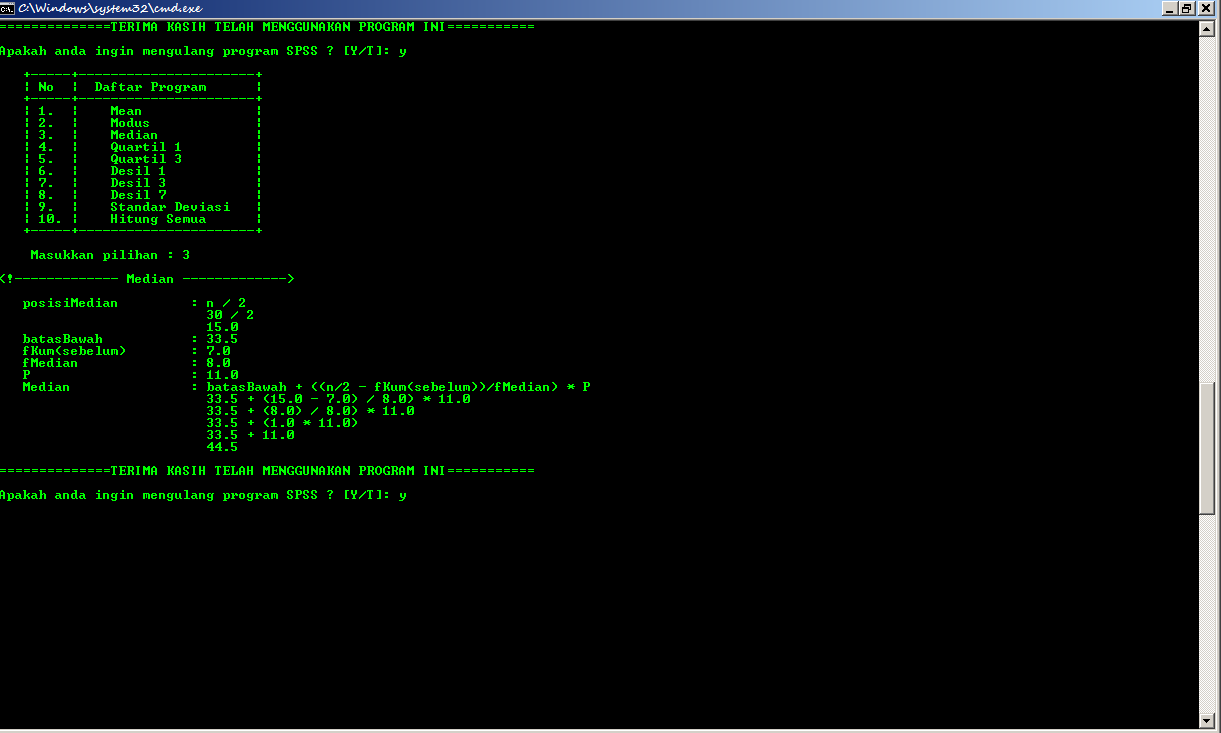 C:\Windows\system32\cmd.exe
==============TERIMA KASIH TELAH MENGGUNAKAN PROGRAM INI===========
Apakah anda ingin mengulang program SPSS ? [Y/T]: y
+-----+----------------------+
| No | Daftar Program |
+-----+----------------------+
| 1. | Mean |
| 2. | Modus |
| 3. | Median |
| 4. | Quartil 1 |
| 5. | Quartil 3 |
| 6. | Desil 1 |
| 7. | Desil 3 |
| 8. | Desil 7 |
| 9. | Standar Deviasi |
| 10. | Hitung Semua |
+-----+----------------------+
Masukkan pilihan : 3
<!------------- Median ------------->
posisiMedian : n / 2
30 / 2
15.0
batasBawah : 33.5
fKum(sebelum) : 7.0
fMedian : 8.0
P : 11.0
Median : batasBawah + ((n/2 - fKum(sebelum))/fMedian) * P
33.5 + (15.0 - 7.0) / 8.0) * 11.0
33.5 + (8.0) / 8.0) * 11.0
33.5 + (1.0 * 11.0)
33.5 + 11.0
44.5
==============TERIMA KASIH TELAH MENGGUNAKAN PROGRAM INI===========
Apakah anda ingin mengulang program SPSS ? [Y/T]: y